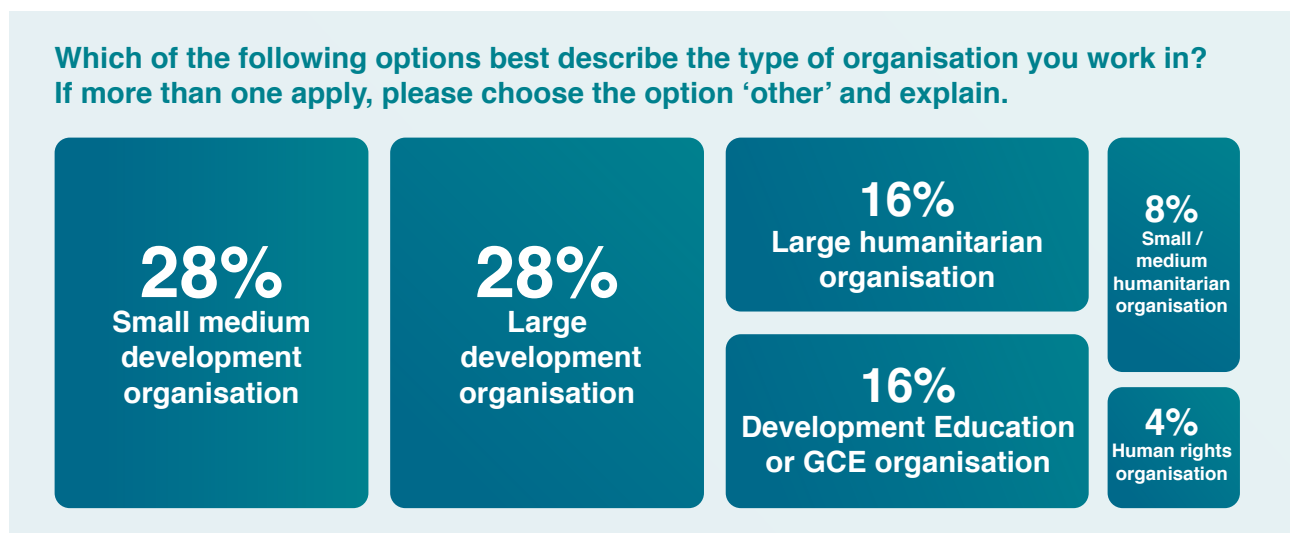 Which of the following options best describe the type of organisation you work in?
If more than one apply, please choose the option ‘other’ and explain.
28%
Small medium
development
organisation
28%
Large
development
organisation
16%
Large humanitarian
organisation
16%
Development Education
or GCE organisation
8%
Small /
medium
humanitarian
organisation
4%
Human rights
organisation